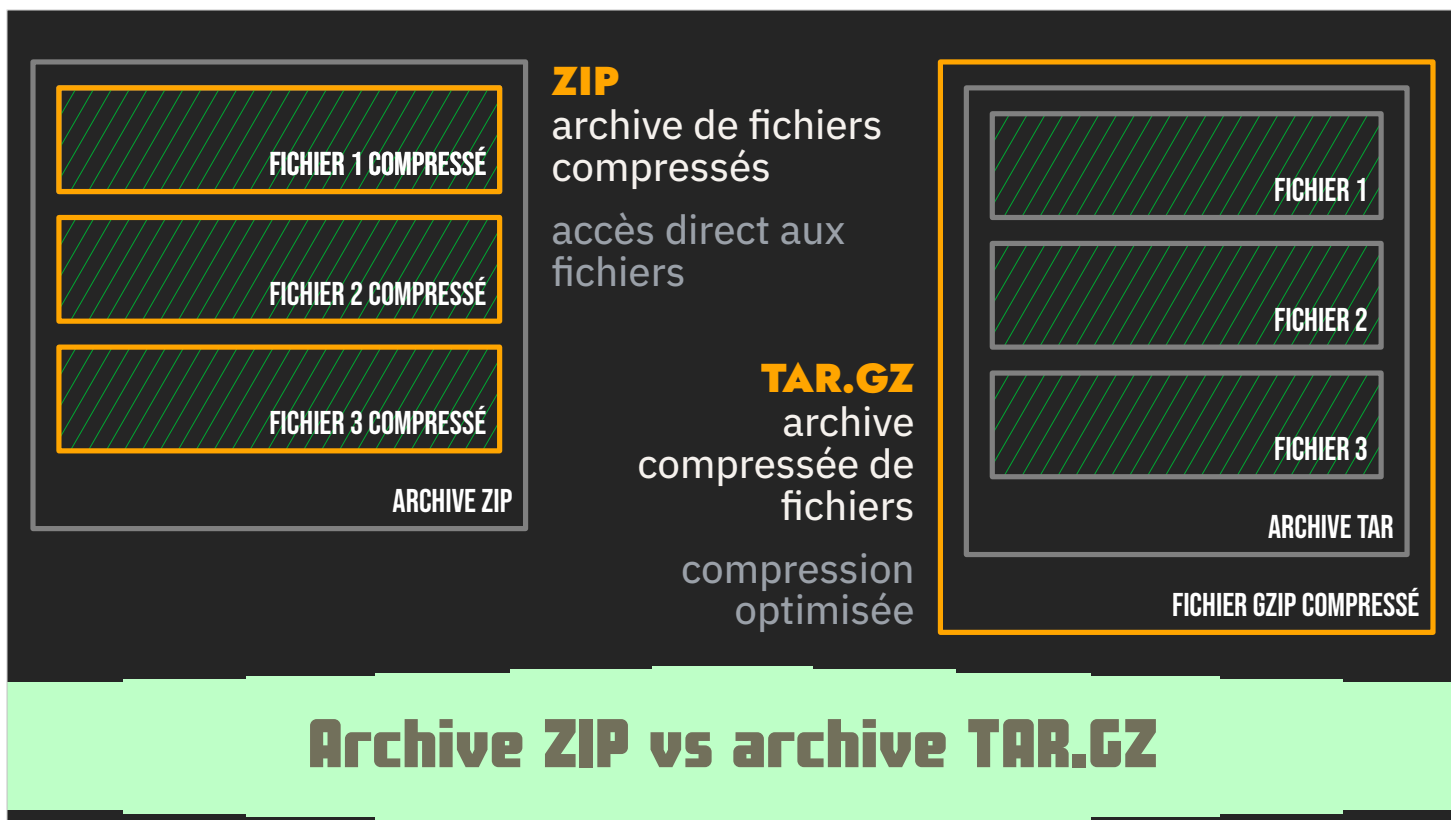 FICHIER 1 COMPRESSÉ
FICHIER 2 COMPRESSÉ
FICHIER 3 COMPRESSÉ
ARCHIVE ZIP
ZIP
archive de fichiers
compressés
accès direct aux
fichiers
TAR.GZ
archive
compressée de
fichiers
compression
optimisée
FICHIER 1
FICHIER 2
FICHIER 3
ARCHIVE TAR
FICHIER GZIP COMPRESSÉ
Archive ZIP vs archive TAR.GZ